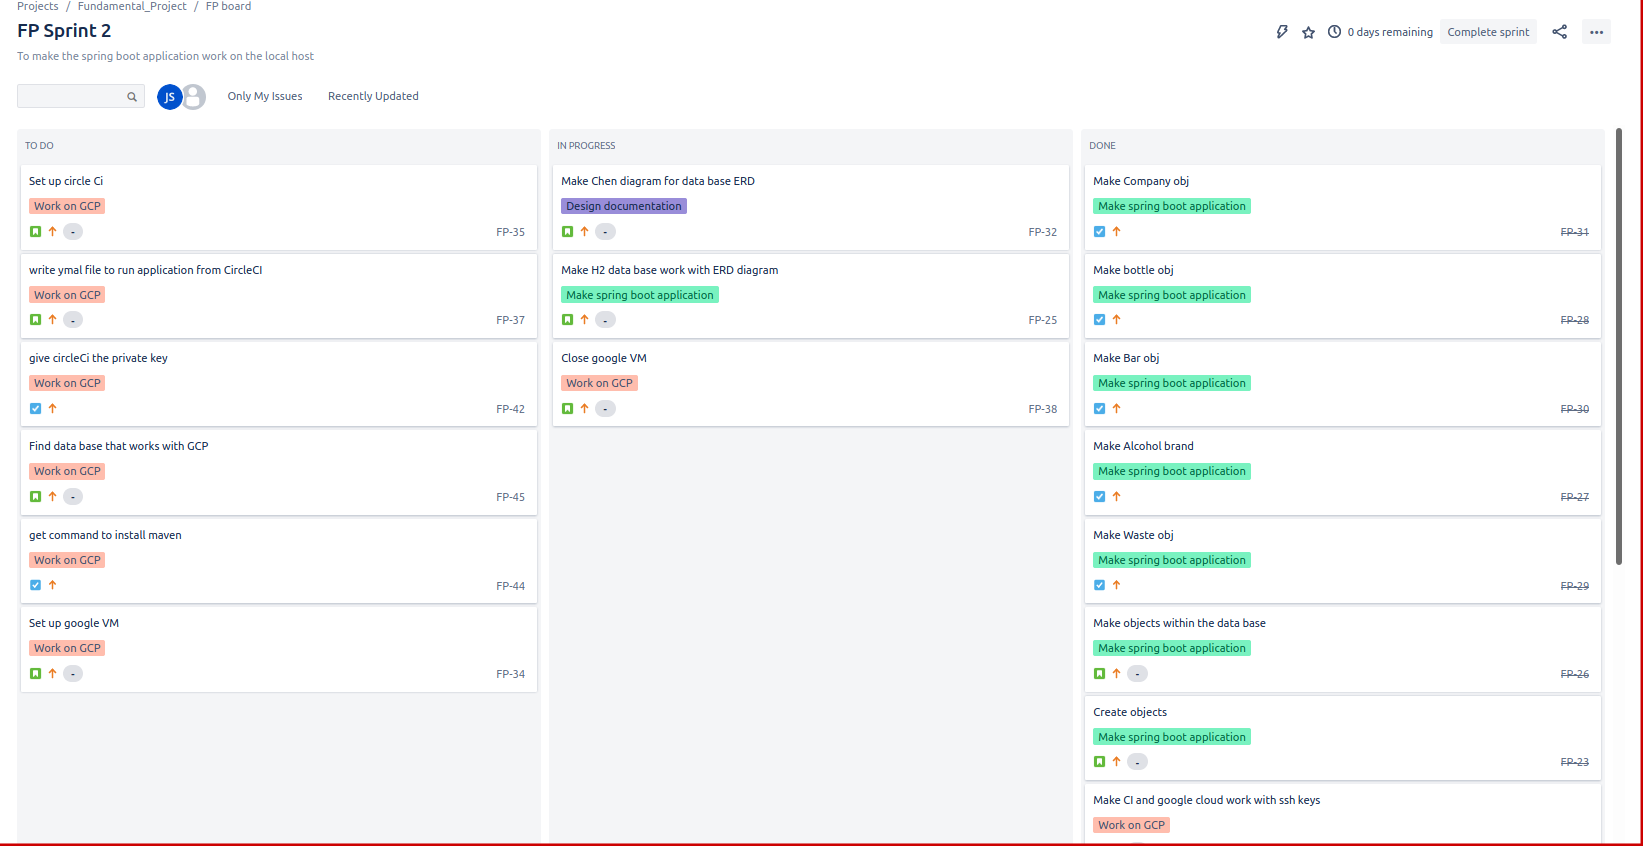 Projects / Fundamental_Project / FP board
FP Sprint 2
0 days remaining
Complete sprint
To make the spring boot application work on the local host
JS
Only My Issues
Recently Updated
TO DO
Set up circle Ci
Work on GCP
-
FP-35
write ymal file to run application from CircleCI
Work on GCP
-
FP-37
give circleCi the private key
Work on GCP
FP-42
Find data base that works with GCP
Work on GCP
-
FP-45
get command to install maven
Work on GCP
FP-44
Set up google VM
Work on GCP
-
FP-34
IN PROGRESS
Make Chen diagram for data base ERD
Design documentation
-
FP-32
Make H2 data base work with ERD diagram
Make spring boot application
-
FP-25
Close google VM
Work on GCP
-
FP-38
DONE
Make Company obj
Make spring boot application
FP-31
Make bottle obj
Make spring boot application
FP-28
Make Bar obj
Make spring boot application
FP-30
Make Alcohol brand
Make spring boot application
FP-27
Make Waste obj
Make spring boot application
FP-29
Make objects within the data base
Make spring boot application
-
FP-26
Create objects
Make spring boot application
-
FP-23
Make CI and google cloud work with ssh keys
Work on GCP